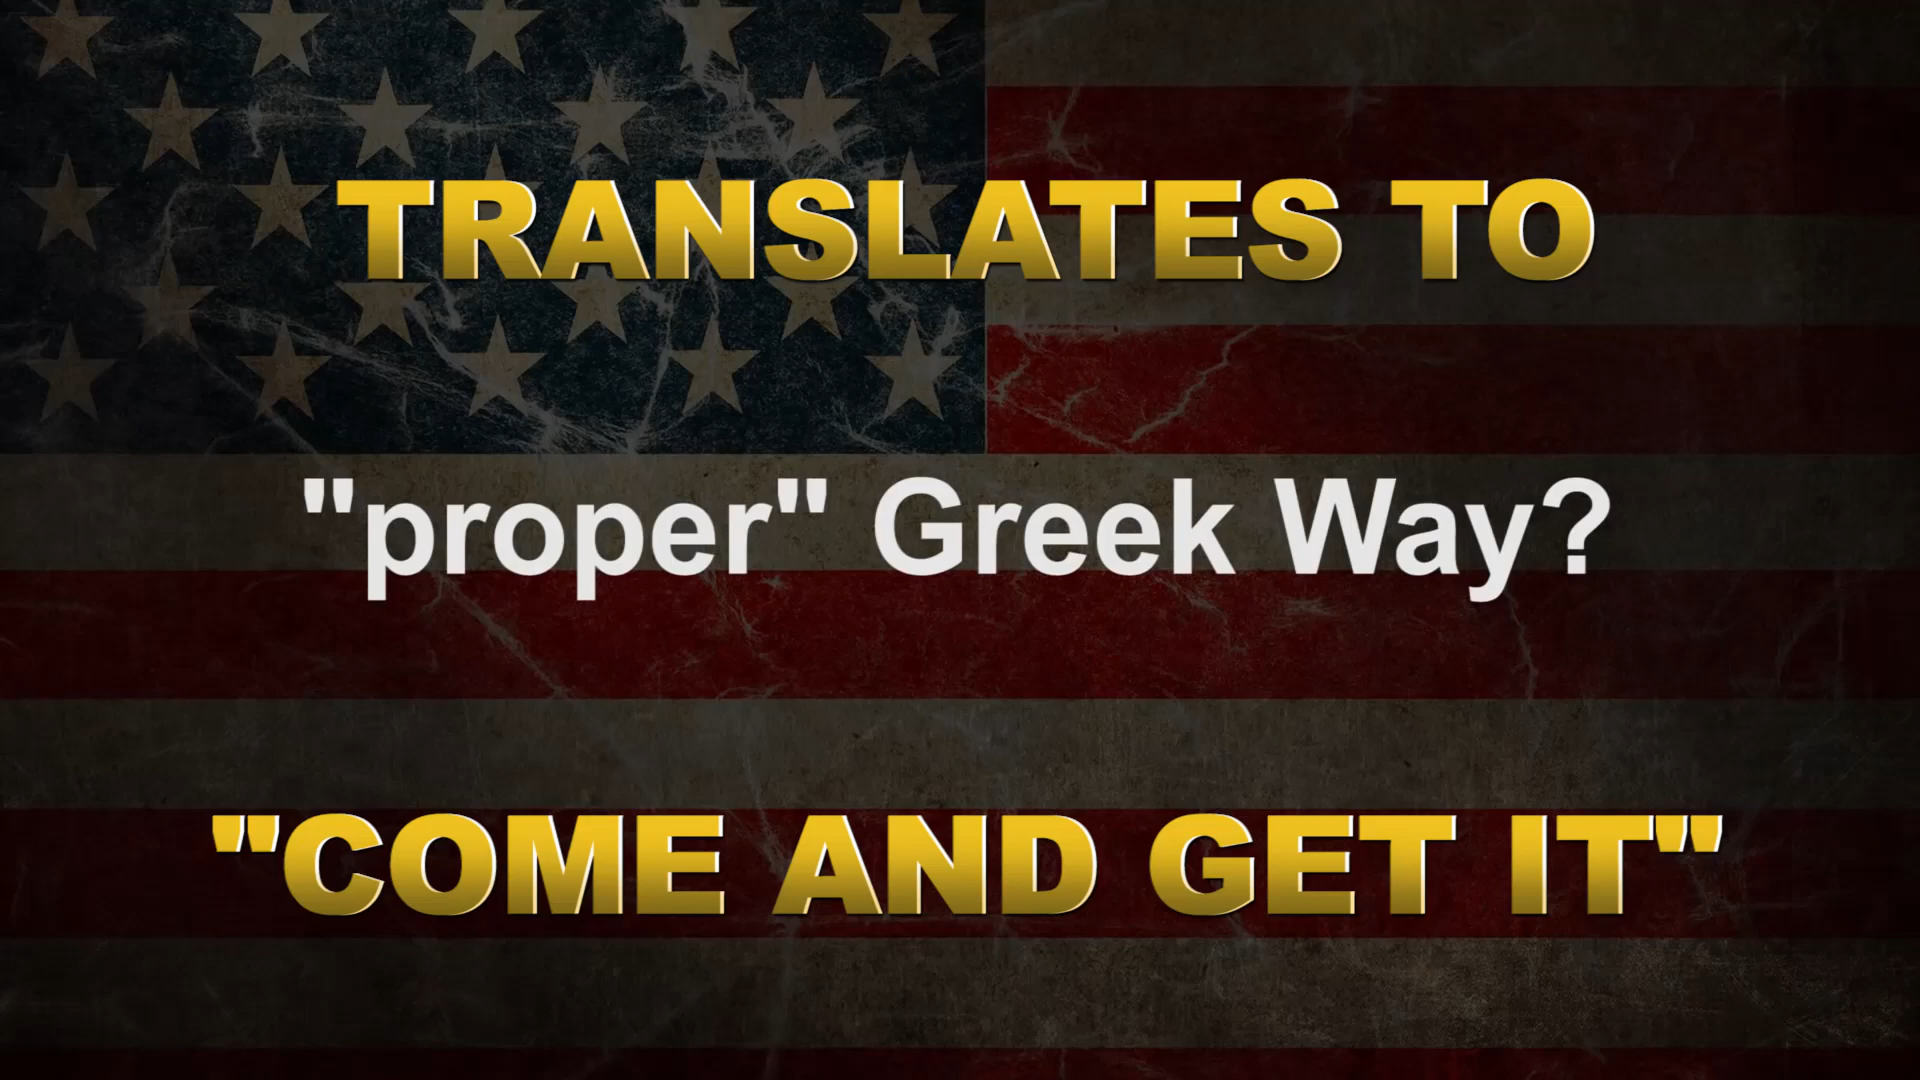 TRANSLATES TO
"proper" Greek Way?
"COME AND GET IT"